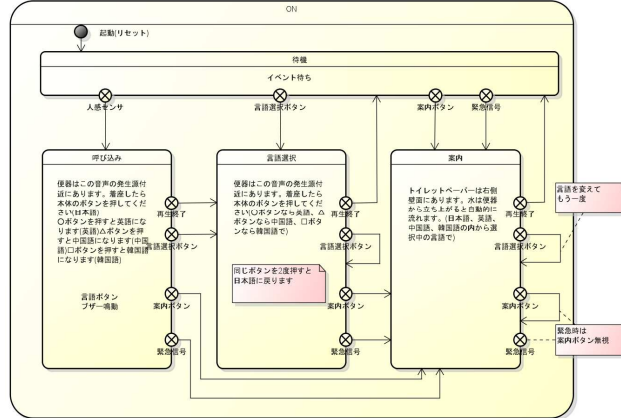 ON
起動(リセット)
待機
イベント待ち
人感センサ
言語選択ボタン
案内ボタン
緊急信号
呼び込み
便器はこの音声の発生源付
近にあります。着座したら
本体のボタンを押してくだ
さい(日本語)
〇ボタンを押すと英語にな
ります(英語)△ボタンを押
すと中国語になります(中国
語)□ボタンを押すと韓国語
になります(韓国語)
言語ボタン
ブザー鳴動
再生終了
言語選択ボタン
案内ボタン
緊急信号
言語選択
便器はこの音声の発生源付
近にあります。着座したら
本体のボタンを押してくだ
さい(〇ボタンなら英語、△
ボタンなら中国語、□ボタ
ンなら韓国語で)
同じボタンを2度押すと
日本語に戻ります
再生終了
言語選択ボタン
案内ボタン
緊急信号
案内
トイレットペーパーは右側
壁面にあります。水は便器
から立ち上がると自動的に
流れます。(日本語、英語、
中国語、韓国語の内から選
択中の言語で)
再生終了
言語選択ボタン
案内ボタン
緊急信号
言語を変えて
もう一度
緊急時は
案内ボタン無視